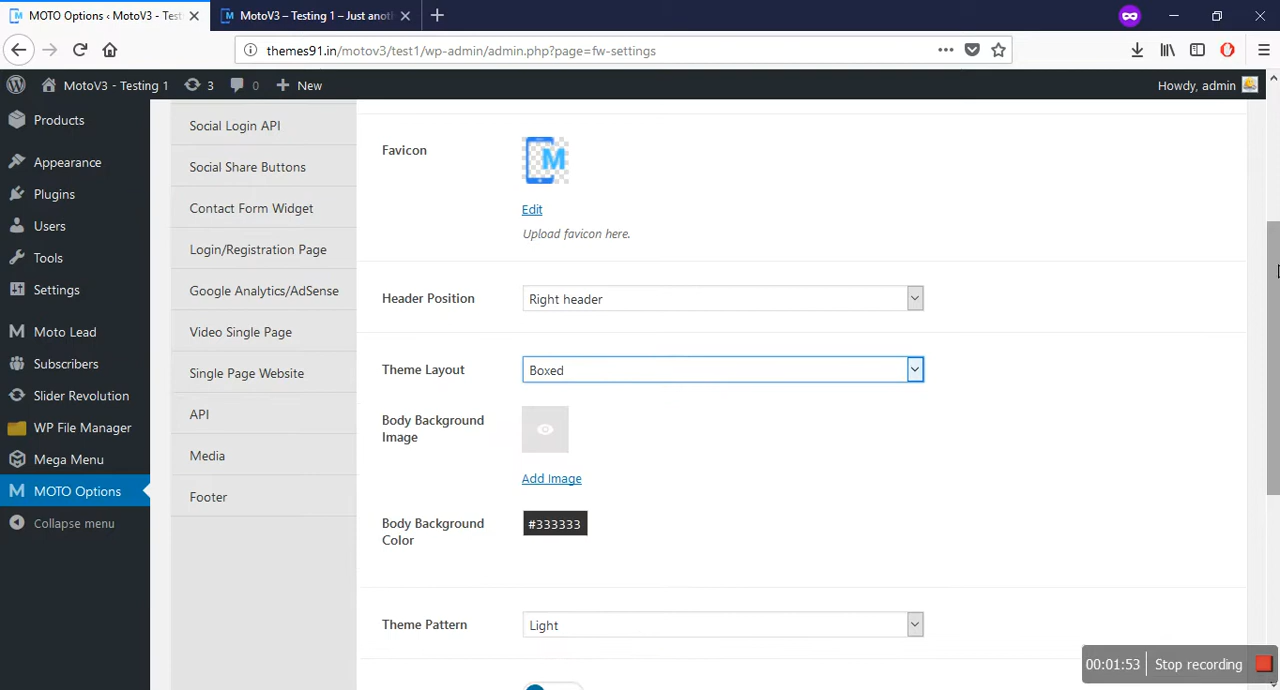 MOTO Options ‹ MotoV3 - Testi
MotoV3 – Testing 1 – Just anot
themes91.in/motov3/test1/wp-admin/admin.php?page=fw-settings
MotoV3 - Testing 1
3
0
New
Howdy, admin
Products
Appearance
Plugins
Users
Tools
Settings
Moto Lead
Subscribers
Slider Revolution
WP File Manager
Mega Menu
MOTO Options
Collapse menu
Social Login API
Social Share Buttons
Contact Form Widget
Login/Registration Page
Google Analytics/AdSense
Video Single Page
Single Page Website
API
Media
Footer
Favicon
M
Edit
Upload favicon here.
Header Position
Right header
Theme Layout
Boxed
Body Background
Image
Add Image
Body Background
Color
#333333
Theme Pattern
Light
00:01:53
Stop recording